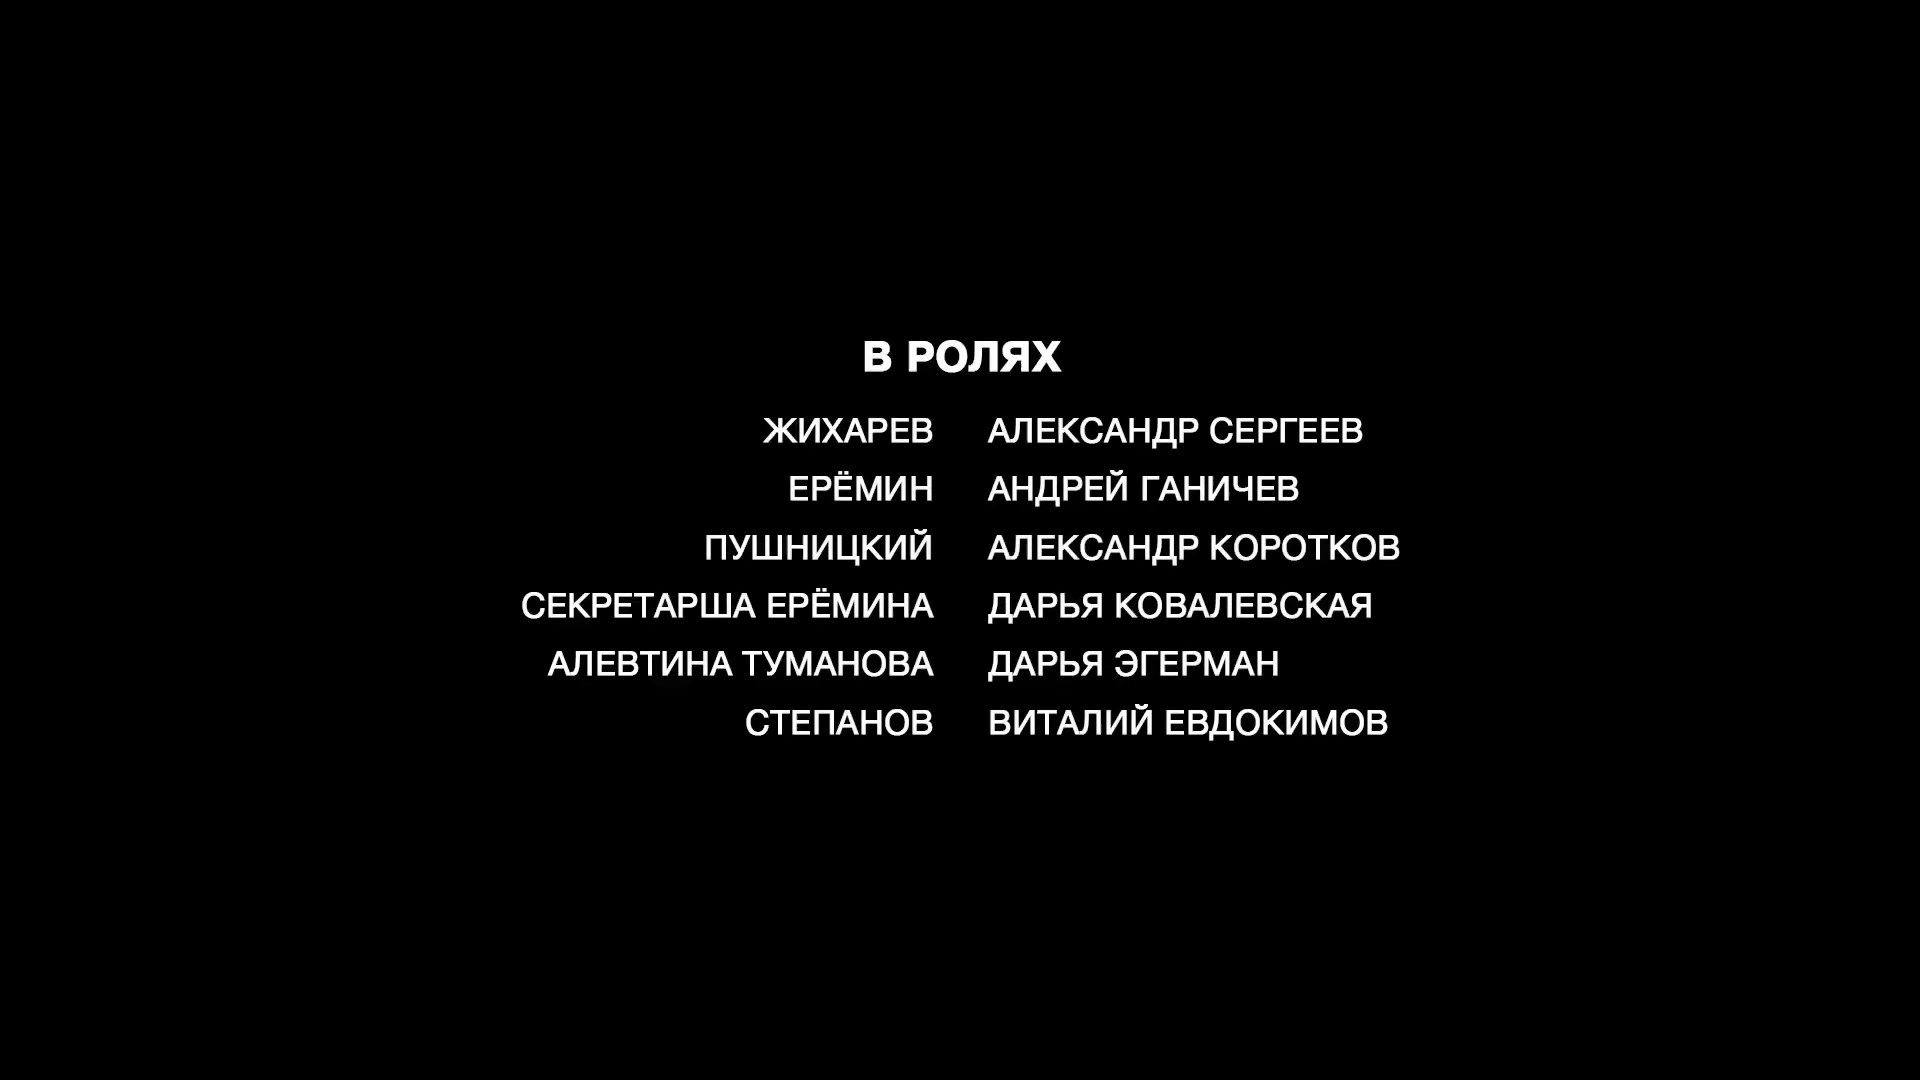 В РОЛЯХ
ЖИХАРЕВ АЛЕКСАНДР СЕРГЕЕВ
ЕРЁМИН АНДРЕЙ ГАНИЧЕВ
ПУШНИЦКИЙ АЛЕКСАНДР КОРОТКОВ
СЕКРЕТАРША ЕРЁМИНА ДАРЬЯ КОВАЛЕВСКАЯ
АЛЕВТИНА ТУМАНОВА ДАРЬЯ ЭГЕРМАН
СТЕПАНОВ ВИТАЛИЙ ЕВДОКИМОВ